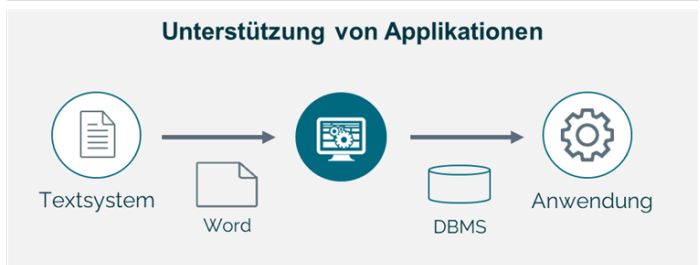 Unterstützung von Applikationen
Textsystem
Word
DBMS
Anwendung